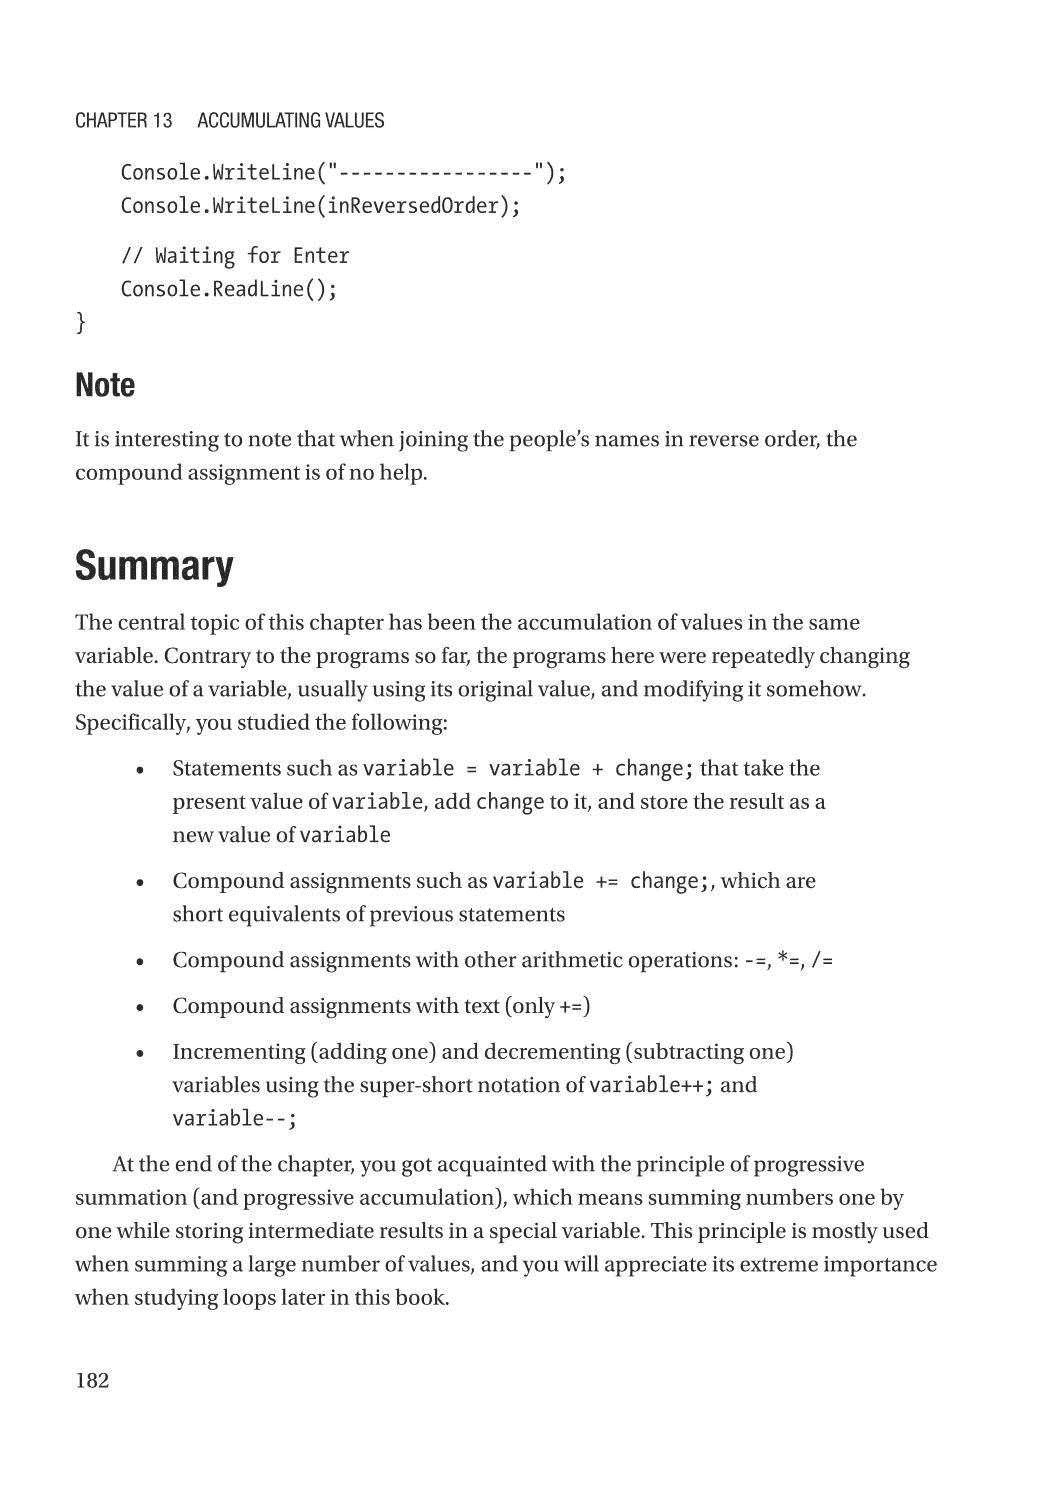 CHAPTER 13 ACCUMULATING VALUES
Console.WriteLine("-----------------");
Console.WriteLine(inReversedOrder);
// Waiting for Enter
Console.ReadLine();
}
Note
It is interesting to note that when joining the people’s names in reverse order, the
compound assignment is of no help.
Summary
The central topic of this chapter has been the accumulation of values in the same
variable. Contrary to the programs so far, the programs here were repeatedly changing
the value of a variable, usually using its original value, and modifying it somehow.
Specifically, you studied the following:
• Statements such as variable = variable + change; that take the
present value of variable, add change to it, and store the result as a
new value of variable
• Compound assignments such as variable += change;, which are
short equivalents of previous statements
• Compound assignments with other arithmetic operations: -=, *=, /=
• Compound assignments with text (only +=)
• Incrementing (adding one) and decrementing (subtracting one)
variables using the super-short notation of variable++; and
variable--;
At the end of the chapter, you got acquainted with the principle of progressive
summation (and progressive accumulation), which means summing numbers one by
one while storing intermediate results in a special variable. This principle is mostly used
when summing a large number of values, and you will appreciate its extreme importance
when studying loops later in this book.
182